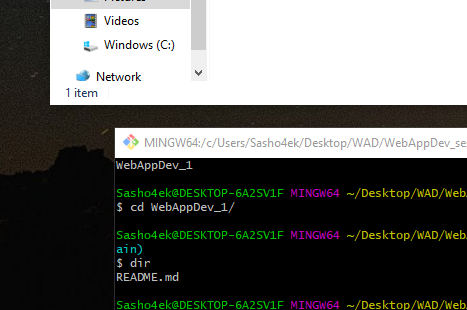 Videos
Windows (C:)
Network
1 item
MINGW64:/c/Users/Sasho4ek/Desktop/WAD/WebAppDev_se
WebAppDev_1
Sasho4ek@DESKTOP-6A2SV1F MINGW64 ~/Desktop/WAD/Web
$ cd WebAppDev_1/
Sasho4ek@DESKTOP-6A2SV1F MINGW64 ~/Desktop/WAD/Web
ain)
$ dir
README.md
Sasho4ek@DESKTOP-6A2SV1F MINGW64 ~/Desktop/WAD/Web